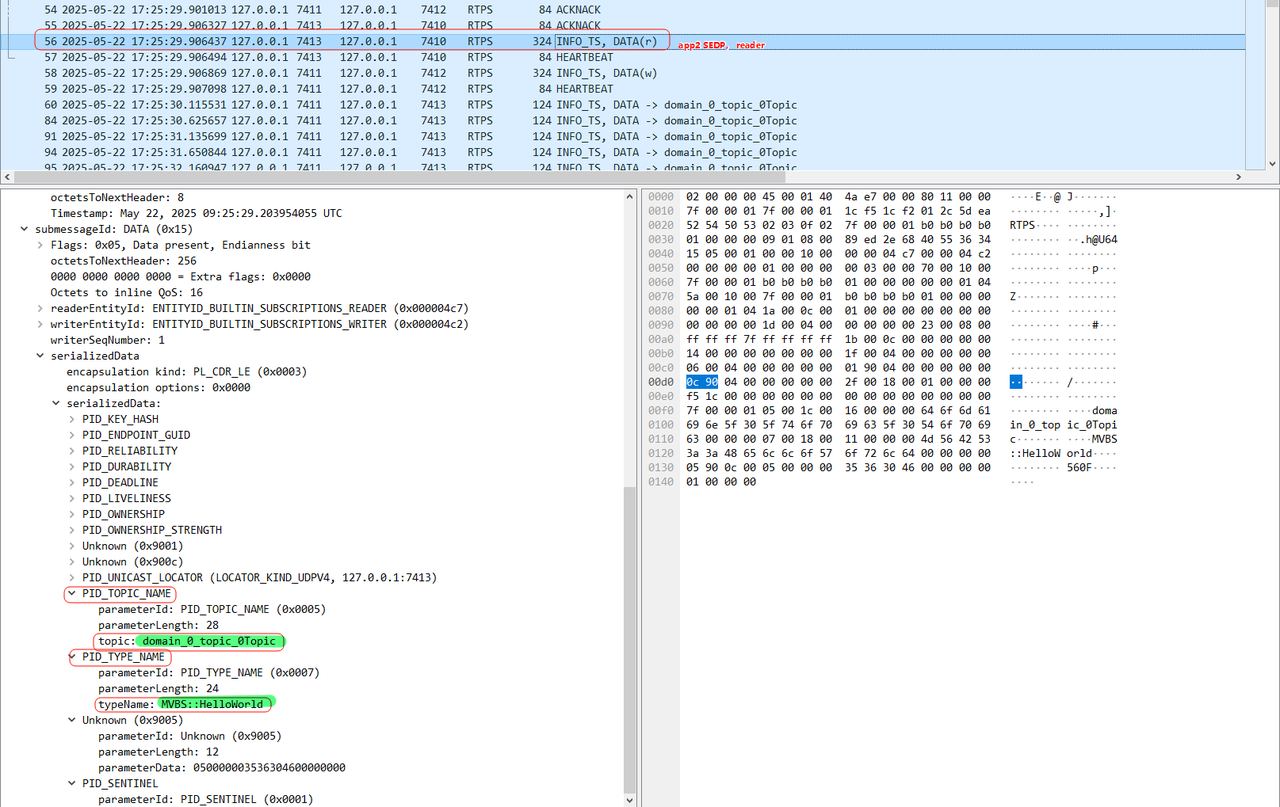 54 2025-05-22 17:25:29.901013 127.0.0.1 7411 127.0.0.1 7412 RTPS 84 ACKNACK
55 2025-05-22 17:25:29.906327 127.0.0.1 7413 127.0.0.1 7410 RTPS 84 ACKNACK
56 2025-05-22 17:25:29.906437 127.0.0.1 7413 127.0.0.1 7410 RTPS 324 INFO_TS, DATA(r) app2 SEDP, reader
57 2025-05-22 17:25:29.906494 127.0.0.1 7413 127.0.0.1 7410 RTPS 84 HEARTBEAT
58 2025-05-22 17:25:29.906869 127.0.0.1 7411 127.0.0.1 7412 RTPS 324 INFO_TS, DATA(w)
59 2025-05-22 17:25:29.907098 127.0.0.1 7411 127.0.0.1 7412 RTPS 84 HEARTBEAT
60 2025-05-22 17:25:30.115531 127.0.0.1 7411 127.0.0.1 7413 RTPS 124 INFO_TS, DATA -> domain_0_topic_0Topic
84 2025-05-22 17:25:30.625657 127.0.0.1 7411 127.0.0.1 7413 RTPS 124 INFO_TS, DATA -> domain_0_topic_0Topic
91 2025-05-22 17:25:31.135699 127.0.0.1 7411 127.0.0.1 7413 RTPS 124 INFO_TS, DATA -> domain_0_topic_0Topic
94 2025-05-22 17:25:31.650844 127.0.0.1 7411 127.0.0.1 7413 RTPS 124 INFO_TS, DATA -> domain_0_topic_0Topic
95 2025-05-22 17:25:32.160947 127.0.0.1 7411 127.0.0.1 7413 RTPS 124 INFO_TS, DATA -> domain_0_topic_0Topic
octetsToNextHeader: 8
Timestamp: May 22, 2025 09:25:29.203954055 UTC
submessageId: DATA (0x15)
Flags: 0x05, Data present, Endianness bit
octetsToNextHeader: 256
0000 0000 0000 0000 = Extra flags: 0x0000
Octets to inline QoS: 16
readerEntityId: ENTITYID_BUILTIN_SUBSCRIPTIONS_READER (0x000004c7)
writerEntityId: ENTITYID_BUILTIN_SUBSCRIPTIONS_WRITER (0x000004c2)
writerSeqNumber: 1
serializedData
encapsulation kind: PL_CDR_LE (0x0003)
encapsulation options: 0x0000
serializedData:
PID_KEY_HASH
PID_ENDPOINT_GUID
PID_RELIABILITY
PID_DURABILITY
PID_DEADLINE
PID_LIVELINESS
PID_OWNERSHIP
PID_OWNERSHIP_STRENGTH
Unknown (0x9001)
Unknown (0x900c)
PID_UNICAST_LOCATOR (LOCATOR_KIND_UDPV4, 127.0.0.1:7413)
PID_TOPIC_NAME
parameterId: PID_TOPIC_NAME (0x0005)
parameterLength: 28
topic: domain_0_topic_0Topic
PID_TYPE_NAME
parameterId: PID_TYPE_NAME (0x0007)
parameterLength: 24
typeName: MVBS::HelloWorld
Unknown (0x9005)
parameterId: Unknown (0x9005)
parameterLength: 12
parameterData: 050000003536304600000000
PID_SENTINEL
parameterId: PID_SENTINEL (0x0001)
0000 02 00 00 00 45 00 01 40 4a e7 00 00 80 11 00 00 ····E··@ J·······
0010 7f 00 00 01 7f 00 00 01 1c f5 1c f2 01 2c 5d ea ········ ·····,]·
0020 52 54 50 53 02 03 0f 02 7f 00 00 01 b0 b0 b0 b0 RTPS···· ········
0030 01 00 00 00 09 01 08 00 89 ed 2e 68 40 55 36 34 ········ ··.h@U64
0040 15 05 00 01 00 00 10 00 00 00 04 c7 00 00 04 c2 ········ ········
0050 00 00 00 00 01 00 00 00 00 03 00 00 70 00 10 00 ········ ····p···
0060 7f 00 00 01 b0 b0 b0 b0 01 00 00 00 00 00 01 04 ········ ········
0070 5a 00 10 00 7f 00 00 01 b0 b0 b0 b0 01 00 00 00 Z······· ········
0080 00 00 01 04 1a 00 0c 00 01 00 00 00 00 00 00 00 ········ ········
0090 00 00 00 00 1d 00 04 00 00 00 00 00 23 00 08 00 ········ ····#···
00a0 ff ff ff 7f ff ff ff ff 1b 00 0c 00 00 00 00 00 ········ ········
00b0 14 00 00 00 00 00 00 00 1f 00 04 00 00 00 00 00 ········ ········
00c0 06 00 04 00 00 00 00 00 01 90 04 00 00 00 00 00 ········ ········
00d0 0c 90 04 00 00 00 00 00 2f 00 18 00 01 00 00 00 ········ /·······
00e0 f5 1c 00 00 00 00 00 00 00 00 00 00 00 00 00 00 ········ ········
00f0 7f 00 00 01 05 00 1c 00 16 00 00 00 64 6f 6d 61 ········ ····doma
0100 69 6e 5f 30 5f 74 6f 70 69 63 5f 30 54 6f 70 69 in_0_top ic_0Topi
0110 63 00 00 00 07 00 18 00 11 00 00 00 4d 56 42 53 c······· ····MVBS
0120 3a 3a 48 65 6c 6c 6f 57 6f 72 6c 64 00 00 00 00 ::HelloW orld····
0130 05 90 0c 00 05 00 00 00 35 36 30 46 00 00 00 00 ········ 560F····
0140 01 00 00 00 ····